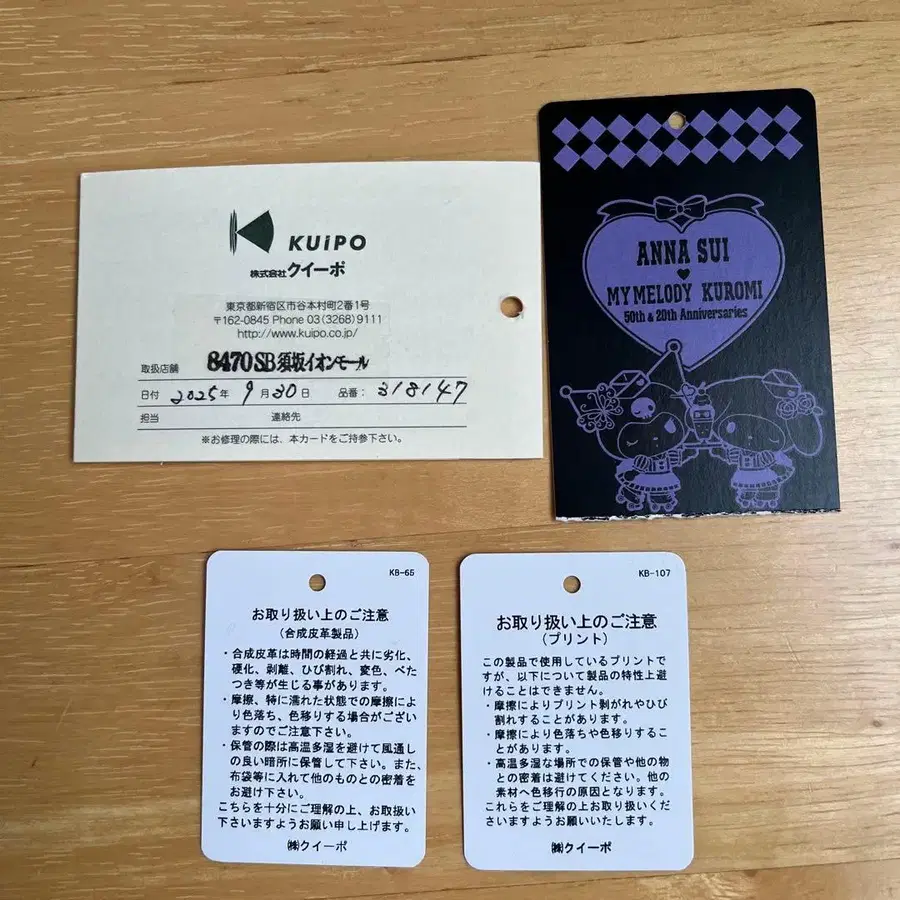 KUiPO
株式会社クイーポ
東京都新宿区市谷本村町2番1号
〒162-0845 Phone 03(3268)9111
http://www.kuipo.co.jp/
取扱店舗 8470SB須坂イオンモール
日付 2025年 9月30日 品番: 318147
担当 連絡先
※お修理の際には、本カードをご持参下さい。
ANNA SUI
♥
MY MELODY KUROMI
50th & 20th Anniversaries
KB-65
お取り扱い上のご注意
(合成皮革製品)
・合成皮革は時間の経過と共に劣化、
硬化、剥離、ひび割れ、変色、べた
つき等が生じる事があります。
・摩擦、特に濡れた状態での摩擦によ
り色落ち、色移りする場合がござい
ますのでご注意下さい。
・保管の際は高温多湿を避けて風通し
の良い暗所に保管して下さい。また、
布袋等に入れて他のものとの密着を
お避け下さい。
こちらを十分にご理解の上、お取扱い
下さいますようお願い申し上げます。
㈱クイーポ
KB-107
お取り扱い上のご注意
(プリント)
この製品で使用しているプリントで
すが、以下について製品の特性上避
けることはできません。
・摩擦によりプリント剥がれやひび
割れすることがあります。
・摩擦により色落ちや色移りするこ
とがあります。
・高温多湿な場所での保管や他の物
との密着は避けてください。他の
素材へ色移行の原因となります。
これらをご理解の上お取り扱いくだ
さいますようお願いいたします。
㈱クイーポ